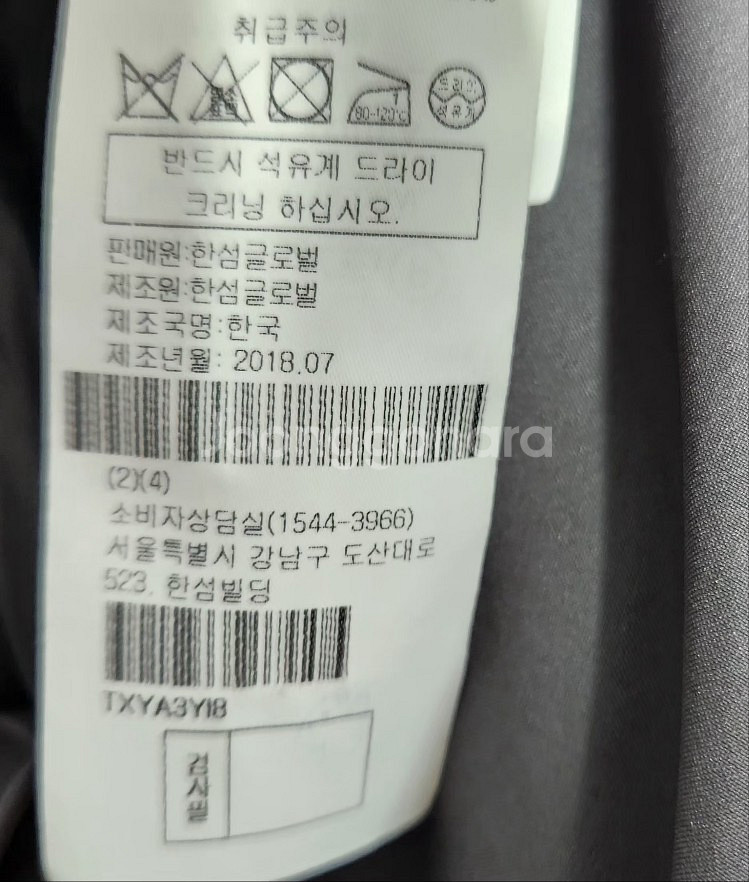 취급주의
80-120℃
드라이
석유계
반드시 석유계 드라이
크리닝 하십시오.
판매원:한섬글로벌
제조원:한섬글로벌
제조국명:한국
제조년월: 2018.07
Joonggonara
(2)(4)
소비자상담실(1544-3966)
서울특별시 강남구 도산대로
523. 한섬빌딩
TXYA3YI8
검사필